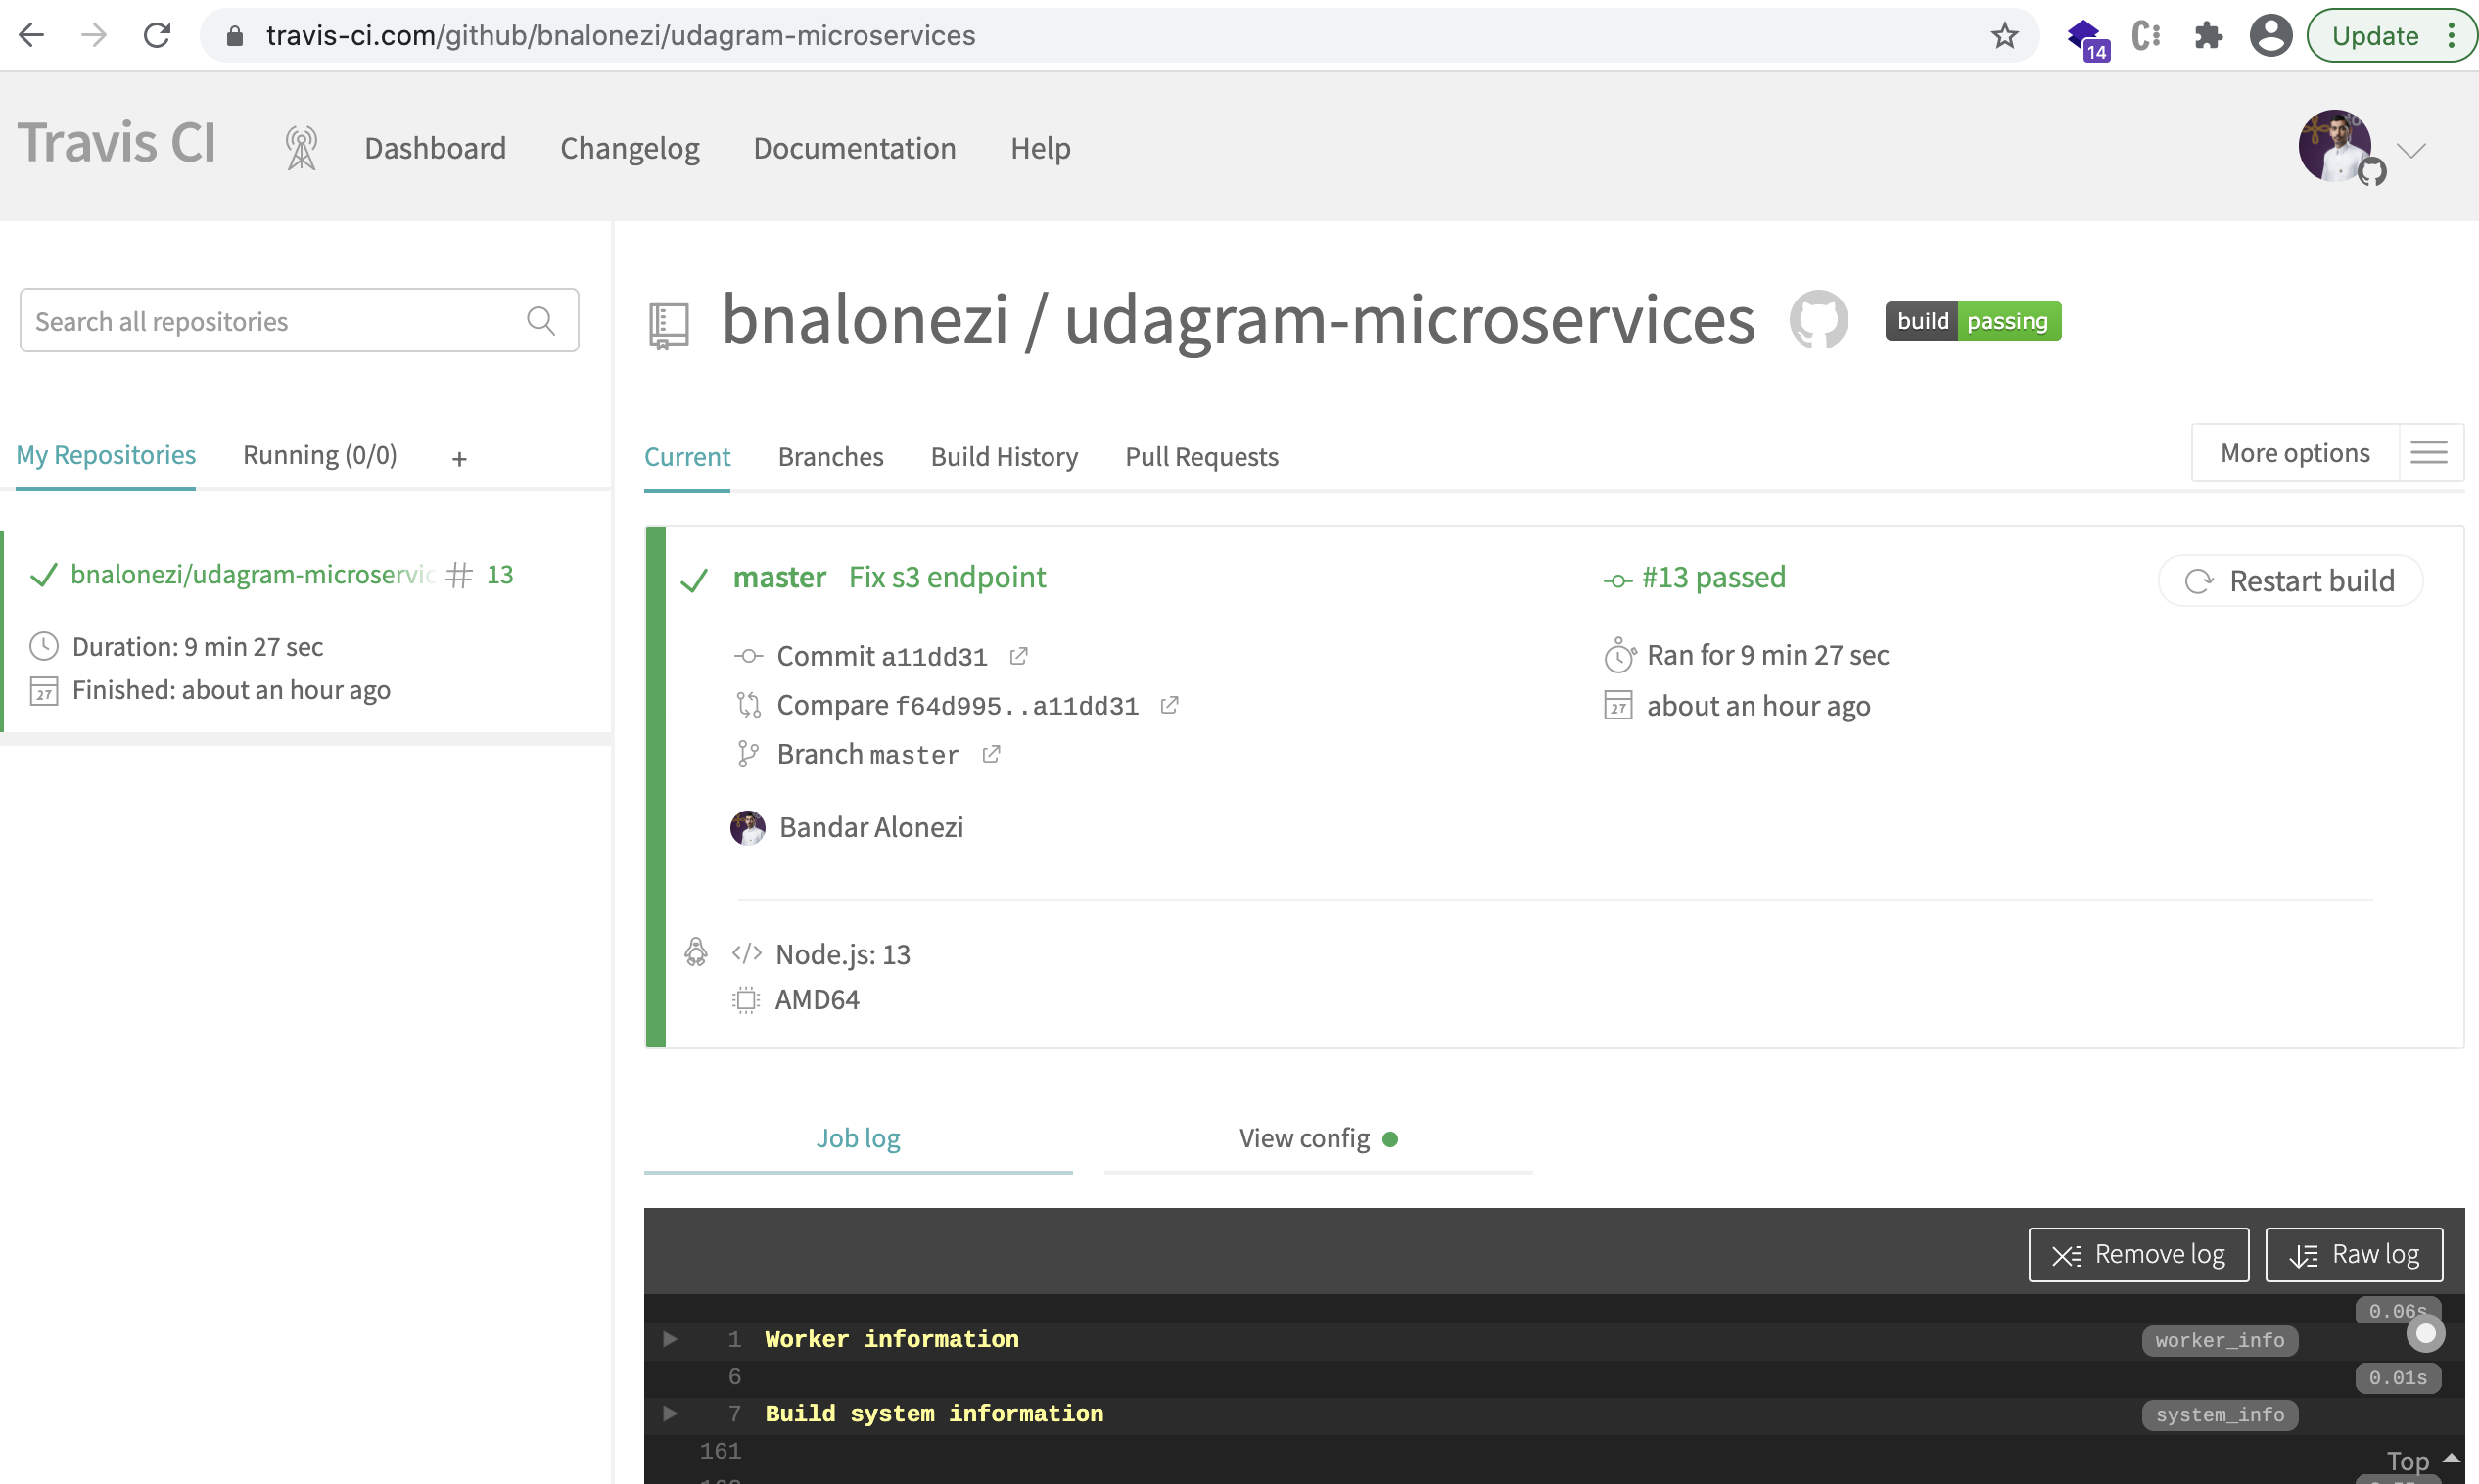 travis-ci.com/github/bnalonezi/udagram-microservices
14
Update
Travis CI
Dashboard
Changelog
Documentation
Help
Search all repositories
My Repositories
Running (0/0)
+
bnalonezi/udagram-microservic
# 13
Duration: 9 min 27 sec
27 Finished: about an hour ago
bnalonezi / udagram-microservices
build passing
Current
Branches
Build History
Pull Requests
More options
master Fix s3 endpoint
#13 passed
Restart build
Commit a11dd31
Ran for 9 min 27 sec
Compare f64d995..a11dd31
27 about an hour ago
Branch master
Bandar Alonezi
</> Node.js: 13
AMD64
Job log
View config
Remove log
Raw log
0.06s
1 Worker information
worker_info
6
0.01s
7 Build system information
system_info
161
Top